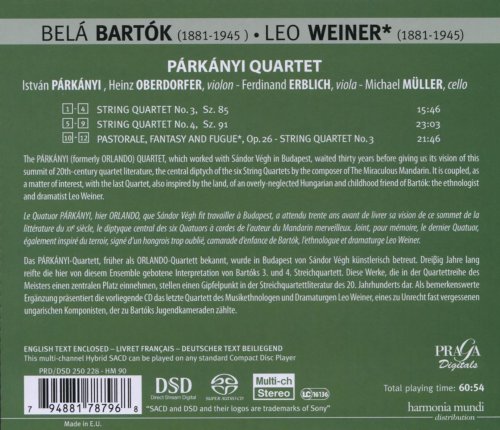 BELÁ BARTÓK (1881-1945) • LEO WEINER* (1881-1945)
PÁRKÁNYI QUARTET
István PÁRKÁNYI , Heinz OBERDORFER, violon - Ferdinand ERBLICH, viola - Michael MÜLLER, cello
1 - 4 STRING QUARTET No. 3, Sz. 85 15:46
5 - 9 STRING QUARTET No. 4, Sz. 91 23:03
10 - 12 PASTORALE, FANTASY AND FUGUE*, Op. 26 - STRING QUARTET No. 3 21:46
The PÁRKÁNYI (formerly ORLANDO) QUARTET, which worked with Sándor Végh in Budapest, waited thirty years before giving us its vision of this
summit of 20th-century quartet literature, the central diptych of the six String Quartets by the composer of The Miraculous Mandarin. It is coupled, as
a matter of interest, with the last Quartet, also inspired by the land, of an overly-neglected Hungarian and childhood friend of Bartók: the ethnologist
and dramatist Leo Weiner.
Le Quatuor PÁRKÁNYI, hier ORLANDO, que Sándor Végh fit travailler à Budapest, a attendu trente ans avant de livrer sa vision de ce sommet de la
littérature du XXᵉ siècle, le diptyque central des six Quatuors à cordes de l'auteur du Mandarin merveilleux. Joint, pour mémoire, le dernier Quatuor,
également inspiré du terroir, signé d'un hongrois trop oublié, camarade d'enfance de Bartók, l'ethnologue et dramaturge Leo Weiner.
Das PÁRKÁNYI-Quartett, früher als ORLANDO-Quartett bekannt, wurde in Budapest von Sándor Végh künstlerisch betreut. Dreißig Jahre lang
reifte die hier von diesem Ensemble gebotene Interpretation von Bartóks 3. und 4. Streichquartett. Diese Werke, die in der Quartettreihe des
Meisters einen zentralen Platz einnehmen, stellen einen Gipfelpunkt in der Streichquartettliteratur des 20. Jahrhunderts dar. Als bemerkenswerte
Ergänzung präsentiert die vorliegende CD das letzte Quartett des Musikethnologen und Dramaturgen Leo Weiner, eines zu Unrecht fast vergessenen
ungarischen Komponisten, der zu Bartóks Jugendkameraden zählte.
ENGLISH TEXT ENCLOSED - LIVRET FRANÇAIS - DEUTSCHER TEXT BEILIEGEND
This multi-channel Hybrid SACD can be played on any standard Compact Disc Player
PRD/DSD 250 228 - HM 90
7 94881 78796 8
Made in E.U.
DSD
Direct Stream Digital
SUPER AUDIO CD
Multi-ch
Stereo
LC 16136
"SACD and DSD and their logos are trademarks of Sony"
PRAGA
Digitals
Total playing time: 60:54
harmonia mundi
distribution